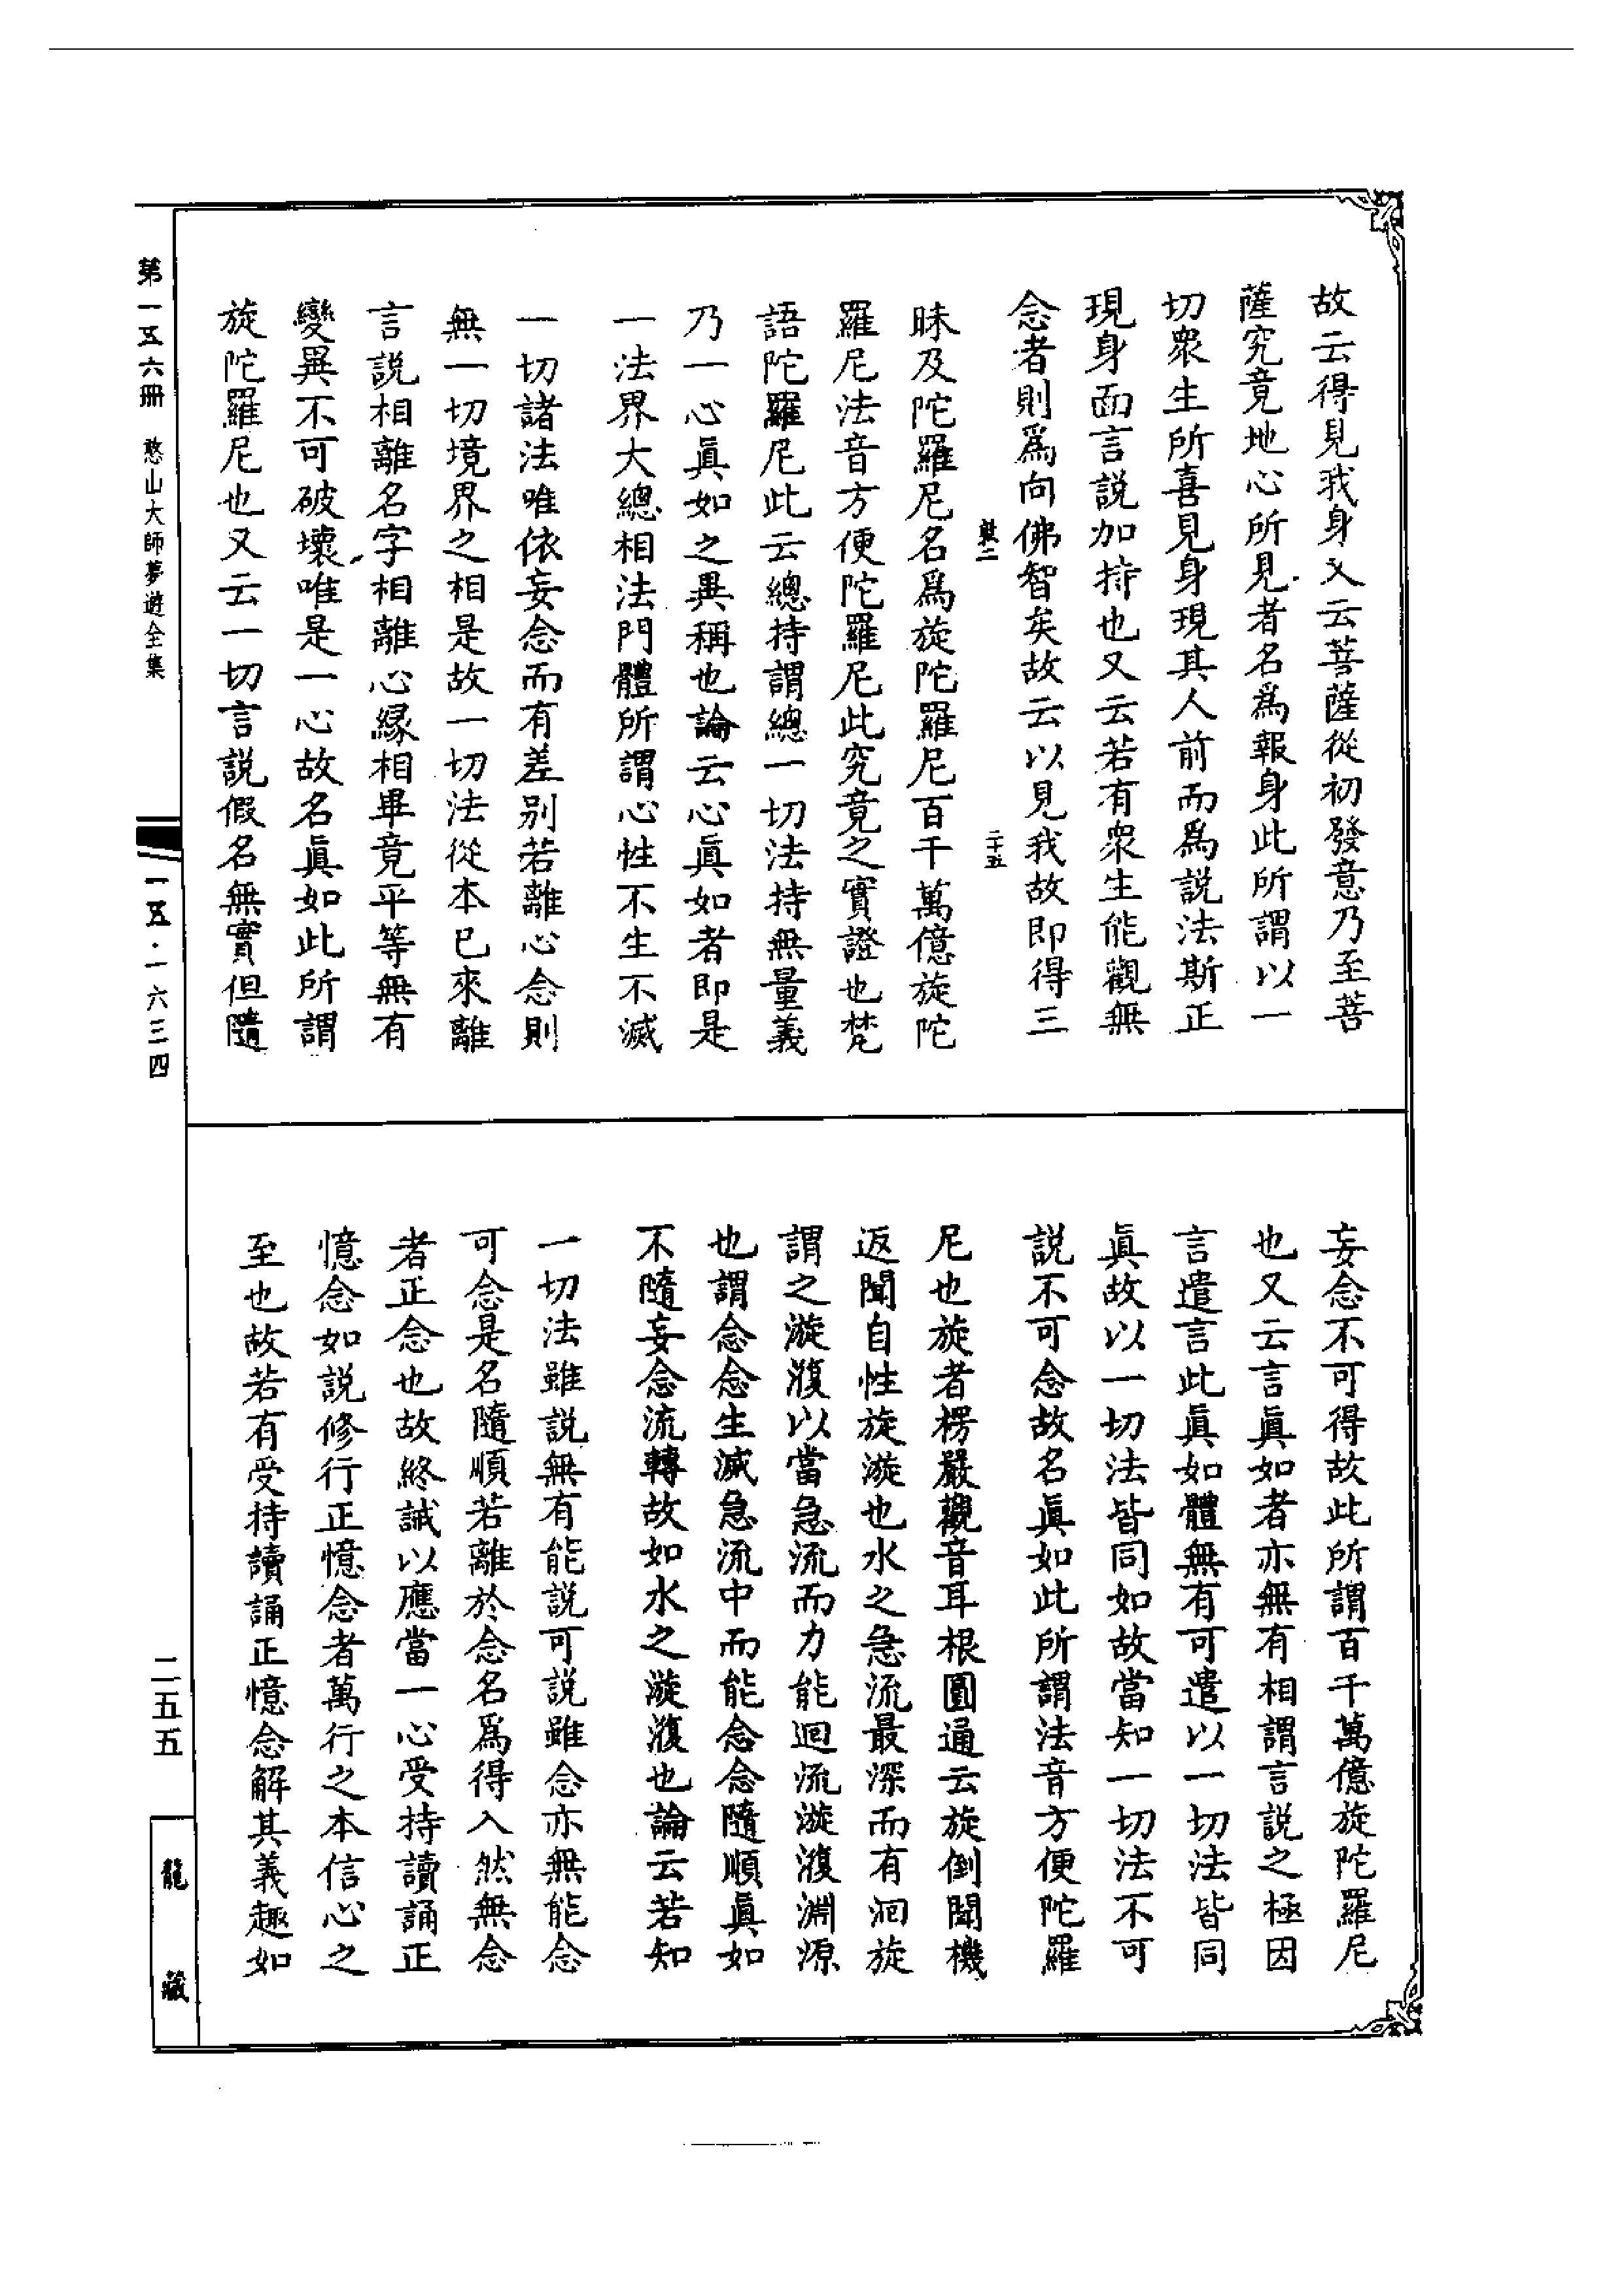 故云得見我身又云菩薩從初發意乃至菩
薩究竟地心所見者名爲報身此所謂以一
切衆生所喜見身現其人前而爲説法斯正
現身面言説加持也又云若有衆生能觀無
念者則爲向佛智矣故云以見我故即得三
二十五
昧及陀羅尼名爲旋陀羅尼百千萬億旋陀
羅尼法音方便陀羅尼此究竟之實證也梵
語陀羅尼此云總持謂總一切法持無量義
乃一心眞如之異稱也論云心眞如者即是
一法界大總相法門體所謂心性不生不滅
一切諸法唯依妄念而有差別若離心念則
無一切境界之相是故一切法從本已來離
言説相離名字相離心緣相畢竟平等無有
變異不可破壞唯是一心故名眞如此所謂
旋陀羅尼也又云一切言説假名無實但隨
妄念不可得故此所謂百千萬億旋陀羅尼
也又云言眞如者亦無有相謂言説之極因
言遣言此眞如體無有可遣以一切法皆同
眞故以一切法皆同如故當知一切法不可
説不可念故名眞如此所謂法音方便陀羅
尼也旋者楞嚴觀音耳根圓通云旋倒聞機
返聞自性旋漩也水之急流最深而有洄旋
謂之漩澓以當急流而力能迴流漩澓淵源
也謂念念生滅急流中而能念念隨順眞如
不隨妄念流轉故如水之漩澓也論云若知
一切法雖説無有能説可説雖念亦無能念
可念是名隨順若離於念名爲得入然無念
者正念也故終誡以應當一心受持讀誦正
憶念如説修行正憶念者萬行之本信心之
至也故若有受持讀誦正憶念解其義趣如
第一五六冊 憨山大師夢遊全集
一五·一六三四
二五五
龍藏